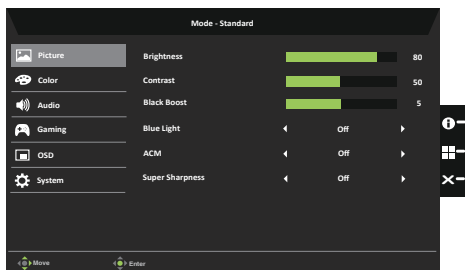 Mode - Standard
Picture
Brightness 80
Color
Contrast 50
Audio
Black Boost 5
Gaming
Blue Light Off
OSD
ACM Off
System
Super Sharpness Off
Move Enter